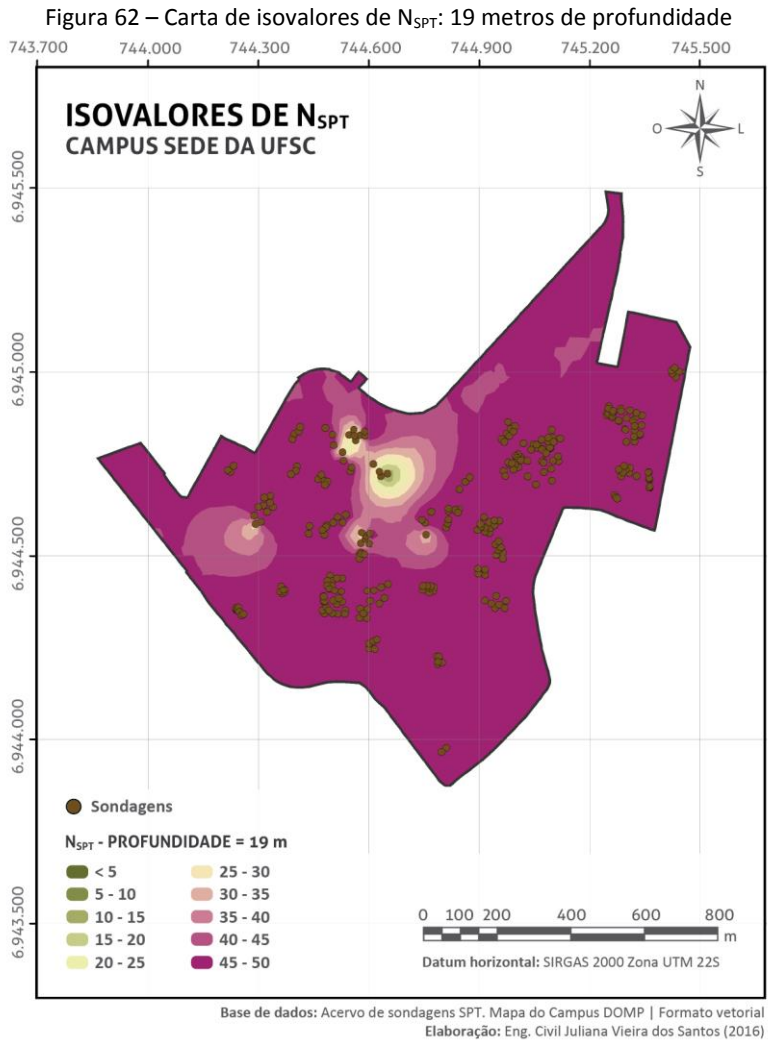 Figura 62 – Carta de isovalores de NSPT: 19 metros de profundidade
743.700 744.000 744.300 744.600 744.900 745.200 745.500
ISOVALORES DE NSPT
CAMPUS SEDE DA UFSC
N
O L
S
6.945.500
6.945.000
6.944.500
6.944.000
6.943.500
Sondagens
NSPT - PROFUNDIDADE = 19 m
< 5 25 - 30
5 - 10 30 - 35
10 - 15 35 - 40
15 - 20 40 - 45
20 - 25 45 - 50
0 100 200 400 600 800
m
Datum horizontal: SIRGAS 2000 Zona UTM 22S
Base de dados: Acervo de sondagens SPT. Mapa do Campus DOMP | Formato vetorial
Elaboração: Eng. Civil Juliana Vieira dos Santos (2016)